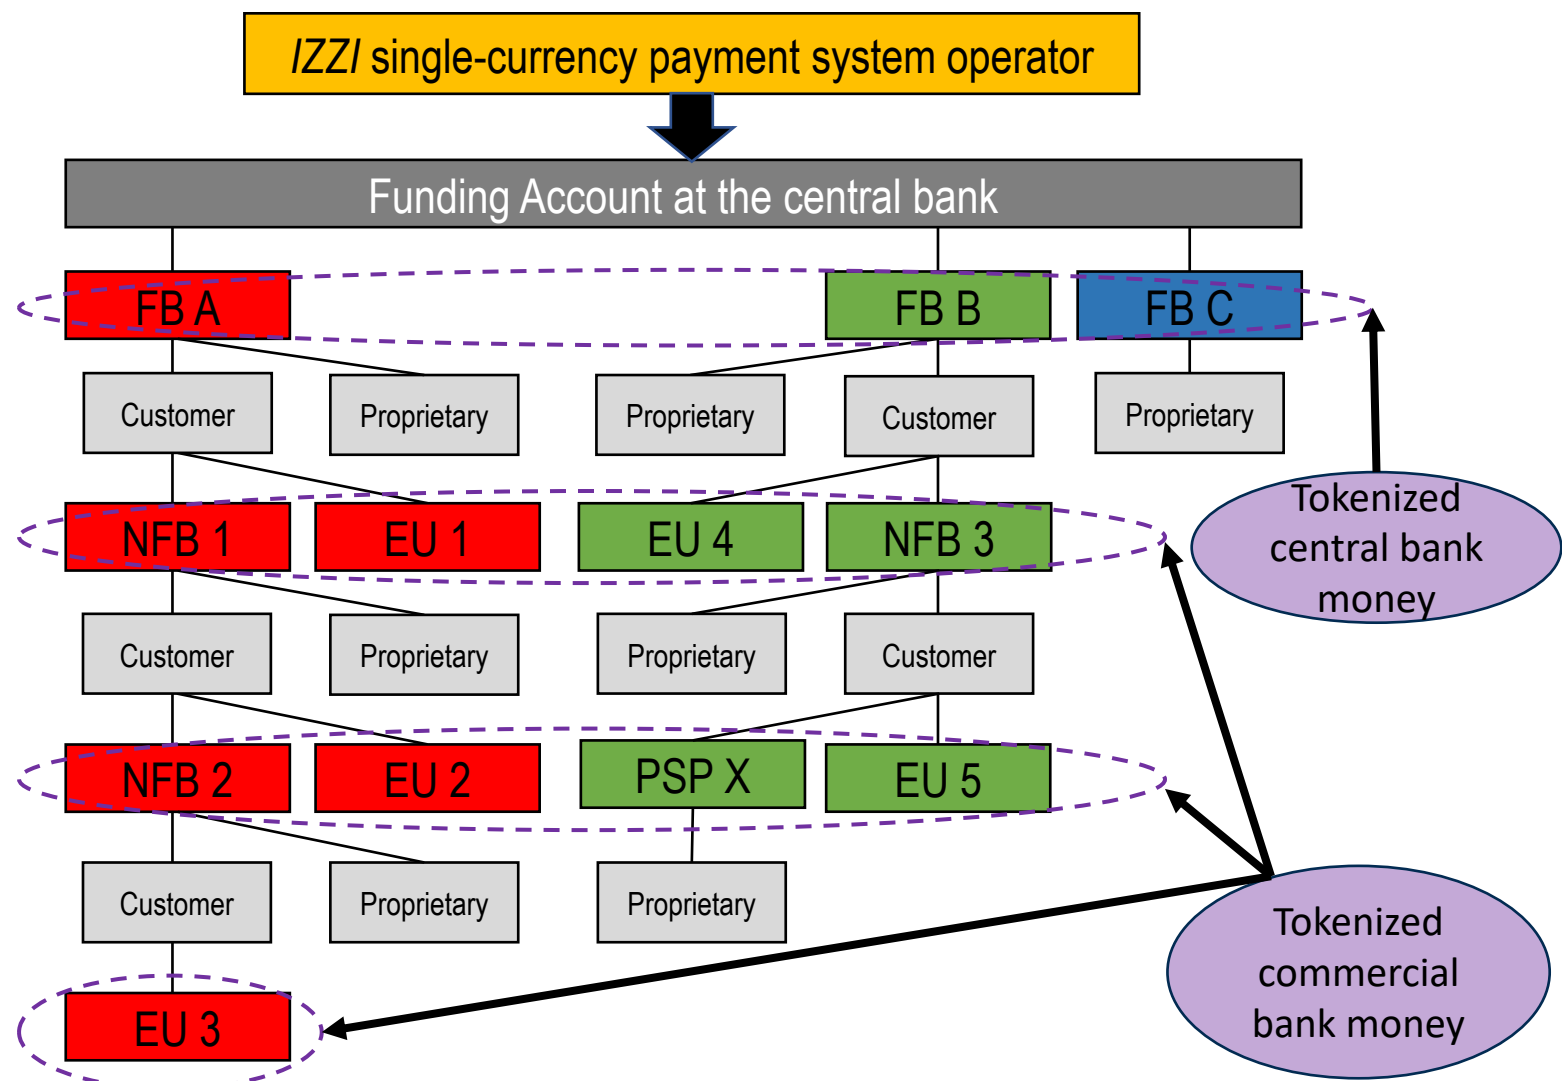 IZZI single-currency payment system operator
Funding Account at the central bank
FB A
FB B
FB C
Customer
Proprietary
Proprietary
Customer
Proprietary
Tokenized
central bank
money
NFB 1
EU 1
EU 4
NFB 3
Customer
Proprietary
Proprietary
Customer
NFB 2
EU 2
PSP X
EU 5
Customer
Proprietary
Proprietary
Tokenized
commercial
bank money
EU 3